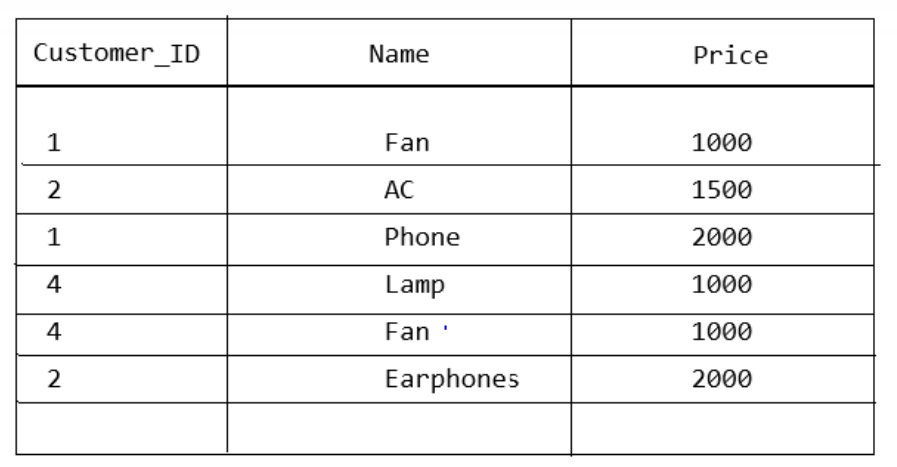 Customer_ID Name Price
1 Fan 1000
2 AC 1500
1 Phone 2000
4 Lamp 1000
4 Fan 1000
2 Earphones 2000